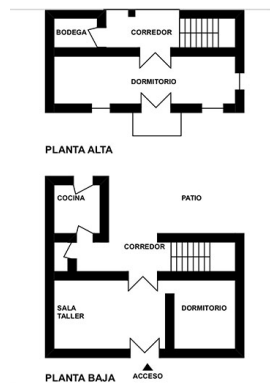 BODEGA
CORREDOR
DORMITORIO
PLANTA ALTA
COCINA
PATIO
CORREDOR
SALA
TALLER
DORMITORIO
ACCESO
PLANTA BAJA